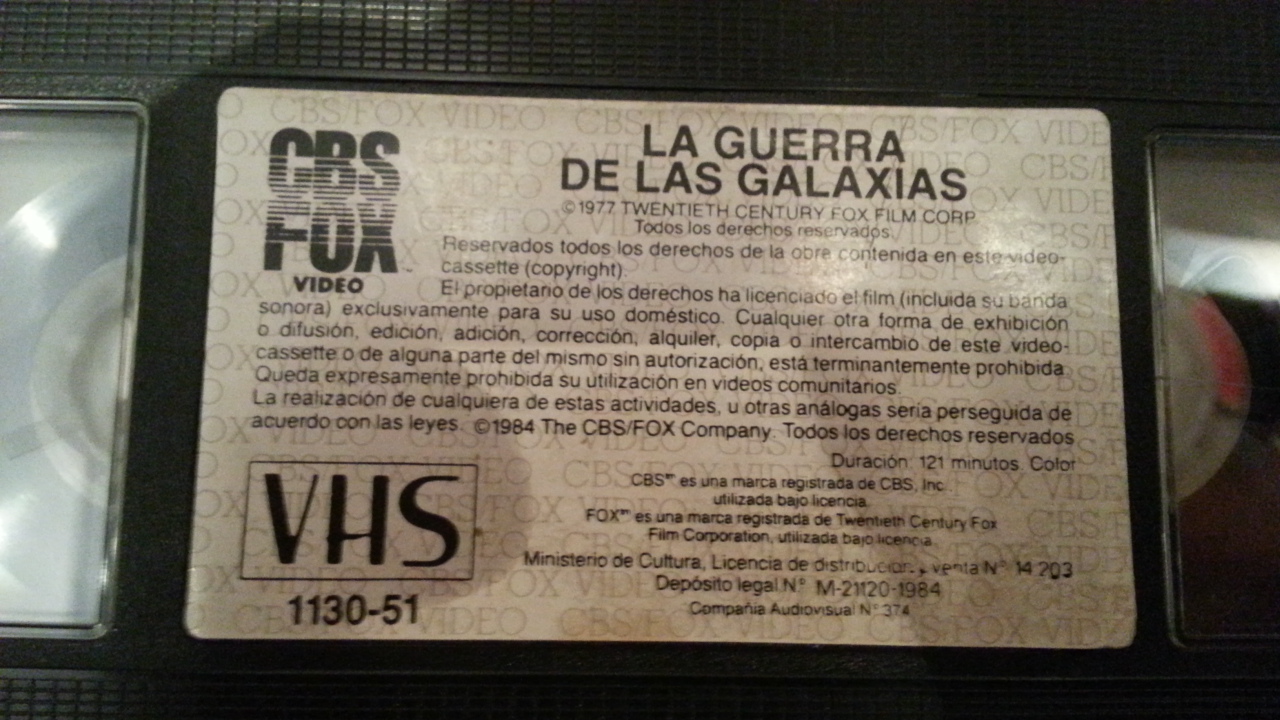 CBS
FOX
VIDEO
LA GUERRA
DE LAS GALAXIAS
©1977 TWENTIETH CENTURY FOX FILM CORP
Todos los derechos reservados.
Reservados todos los derechos de la obra contenida en este video-
cassette (copyright).
El propietario de los derechos ha licenciado el film (incluida su banda
sonora) exclusivamente para su uso doméstico. Cualquier otra forma de exhibición
o difusión, edición, adición, corrección, alquiler, copia o intercambio de este video-
cassette o de alguna parte del mismo sin autorización, está terminantemente prohibida.
Queda expresamente prohibida su utilización en videos comunitarios.
La realización de cualquiera de estas actividades, u otras análogas seria perseguida de
acuerdo con las leyes. ©1984 The CBS/FOX Company. Todos los derechos reservados
Duración: 121 minutos. Color
CBS™ es una marca registrada de CBS, Inc.
utilizada bajo licencia.
FOX™ es una marca registrada de Twentieth Century Fox
Film Corporation, utilizada bajo licencia.
Ministerio de Cultura, Licencia de distribución y venta N° 14 203
Depósito legal N° M-21120-1984
Compañia Audiovisual N° 374
VHS
1130-51